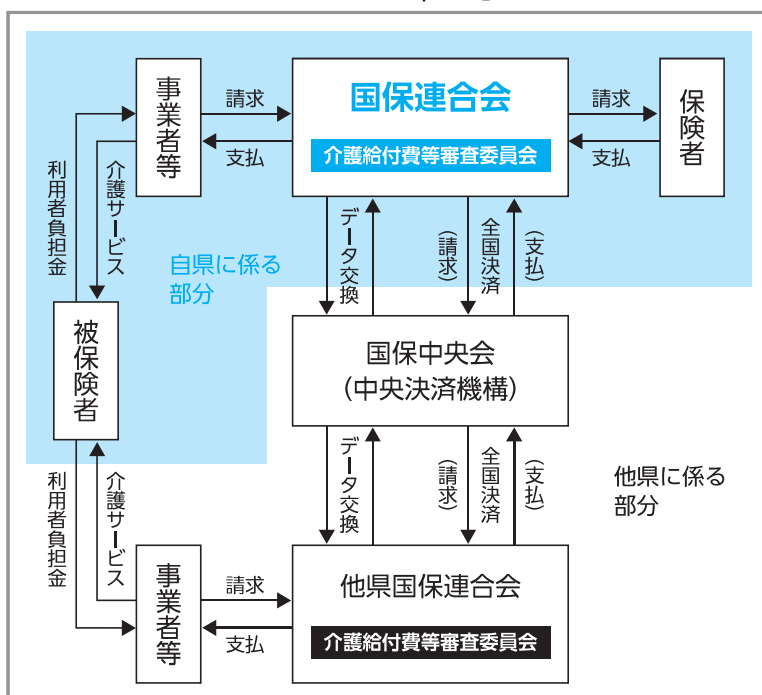 事業者等
請求
支払
国保連合会
介護給付費等審査委員会
請求
支払
保険者
利用者負担金
介護サービス
自県に係る
部分
データ交換
(請求)
全国決済
(支払)
被保険者
国保中央会
(中央決済機構)
利用者負担金
介護サービス
データ交換
(請求)
全国決済
(支払)
他県に係る
部分
事業者等
請求
支払
他県国保連合会
介護給付費等審査委員会